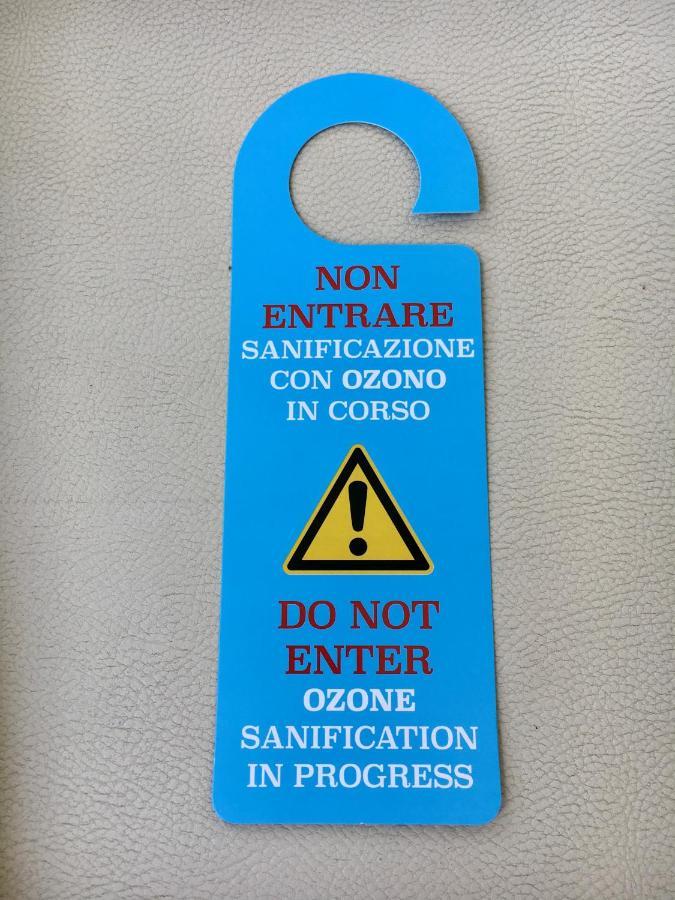 NON
ENTRARE
SANIFICAZIONE
CON OZONO
IN CORSO
DO NOT
ENTER
OZONE
SANIFICATION
IN PROGRESS